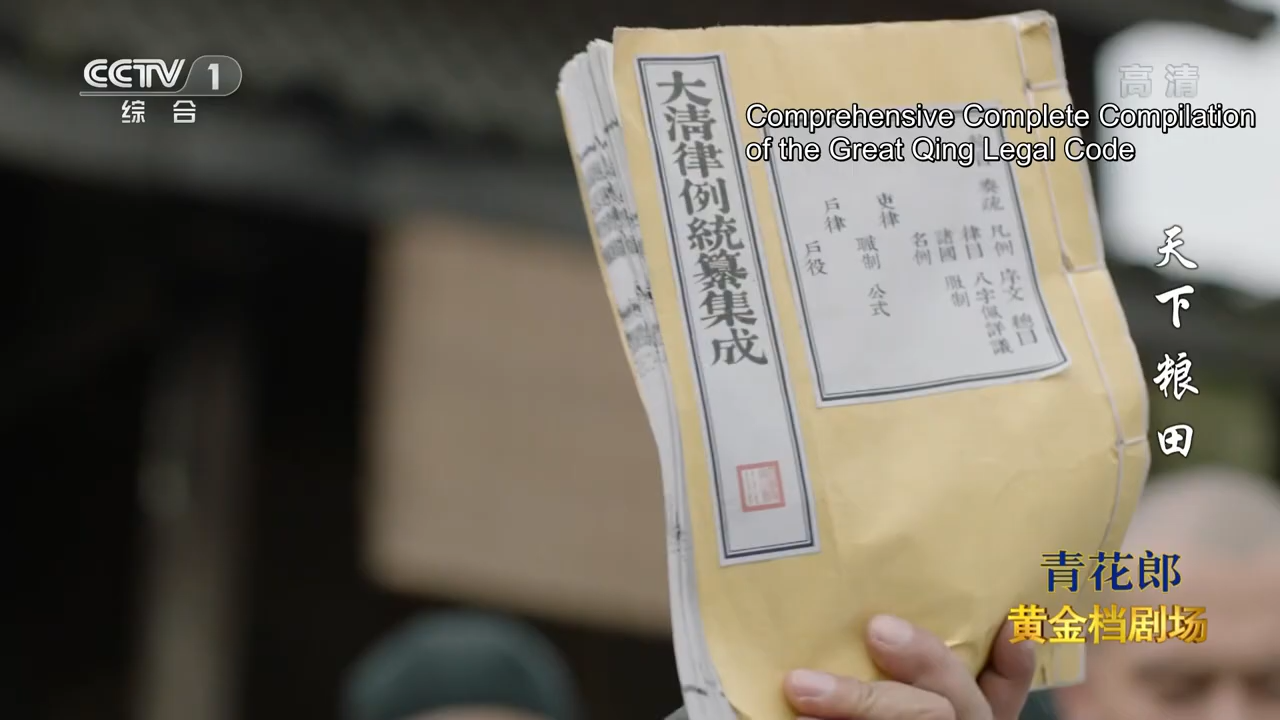 CCTV 1
综合
高清
Comprehensive Complete Compilation
of the Great Qing Legal Code
大清律例統纂集成
奏疏
凡例 序文 總目
律目 八字佩詳議
諸國 服制
名例
吏律
職制 公式
戶律
戶役
天下粮田
青花郎
黄金档剧场